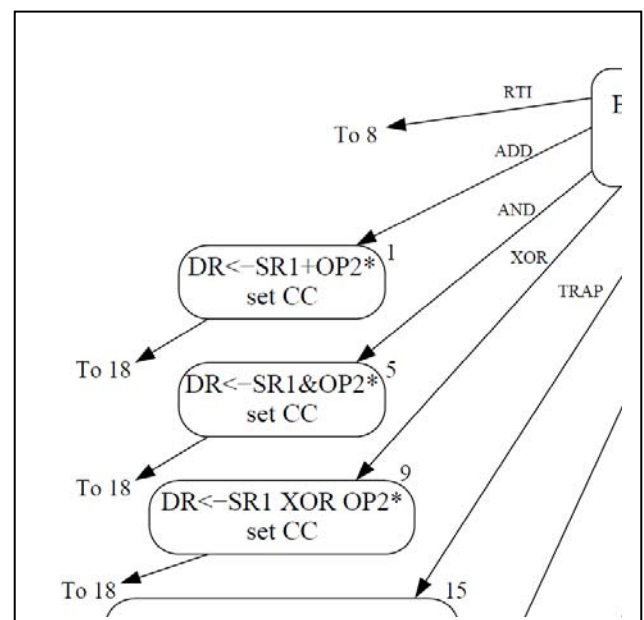 RTI
To 8
ADD
AND
XOR
TRAP
1
DR<−SR1+OP2*
set CC
To 18
5
DR<−SR1&OP2*
set CC
To 18
9
DR<−SR1 XOR OP2*
set CC
To 18
15